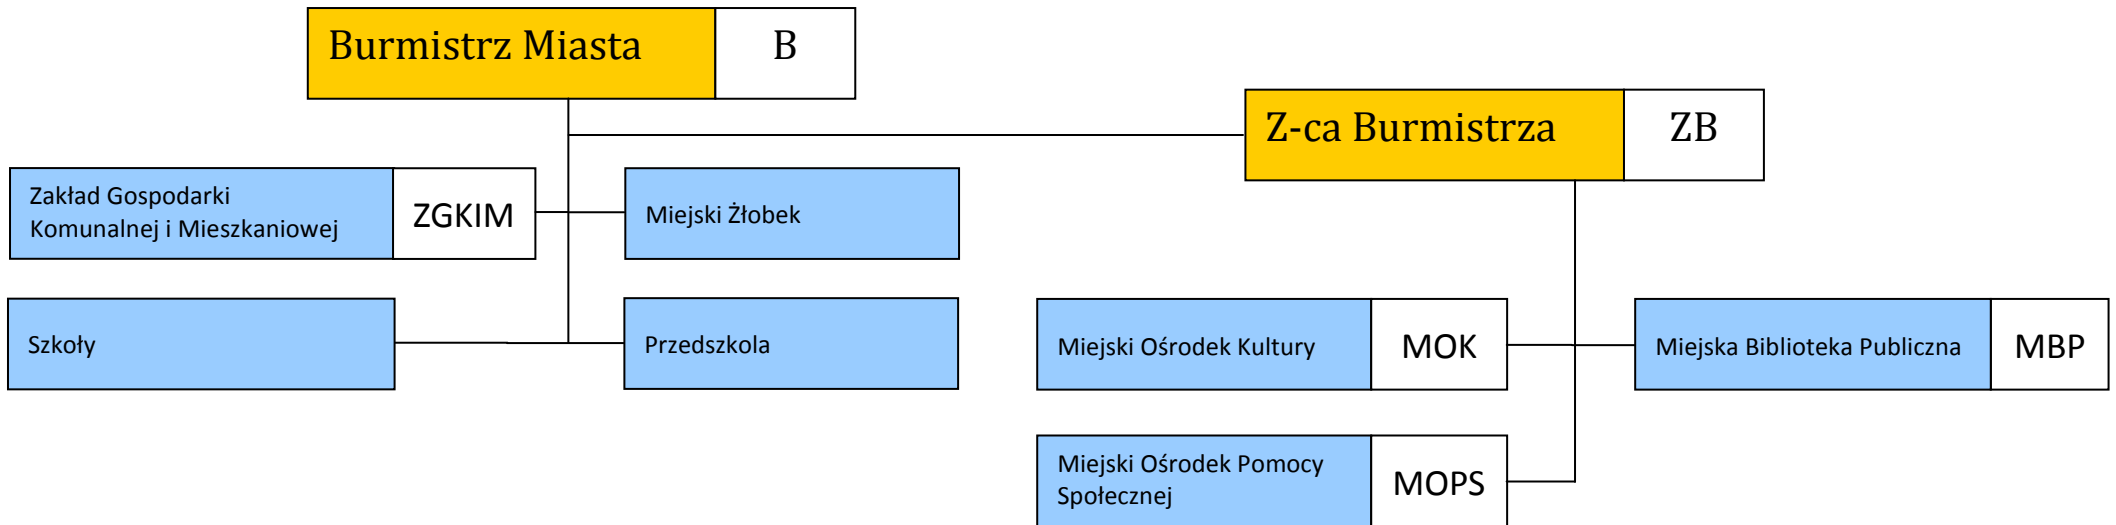 Burmistrz Miasta B
Z-ca Burmistrza ZB
Zakład Gospodarki
Komunalnej i Mieszkaniowej
ZGKIM
Miejski Żłobek
Szkoły
Przedszkola
Miejski Ośrodek Kultury MOK
Miejska Biblioteka Publiczna MBP
Miejski Ośrodek Pomocy
Społecznej
MOPS